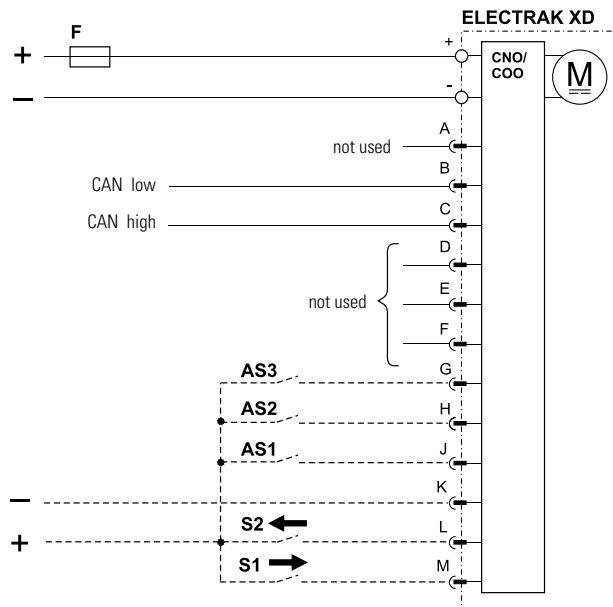 ELECTRAK XD
F
+
+
CNO/
COO
M
-
–
A
not used
B
CAN low
C
CAN high
D
E
not used
F
AS3
G
AS2
H
AS1
J
–
K
S2
L
+
S1
M